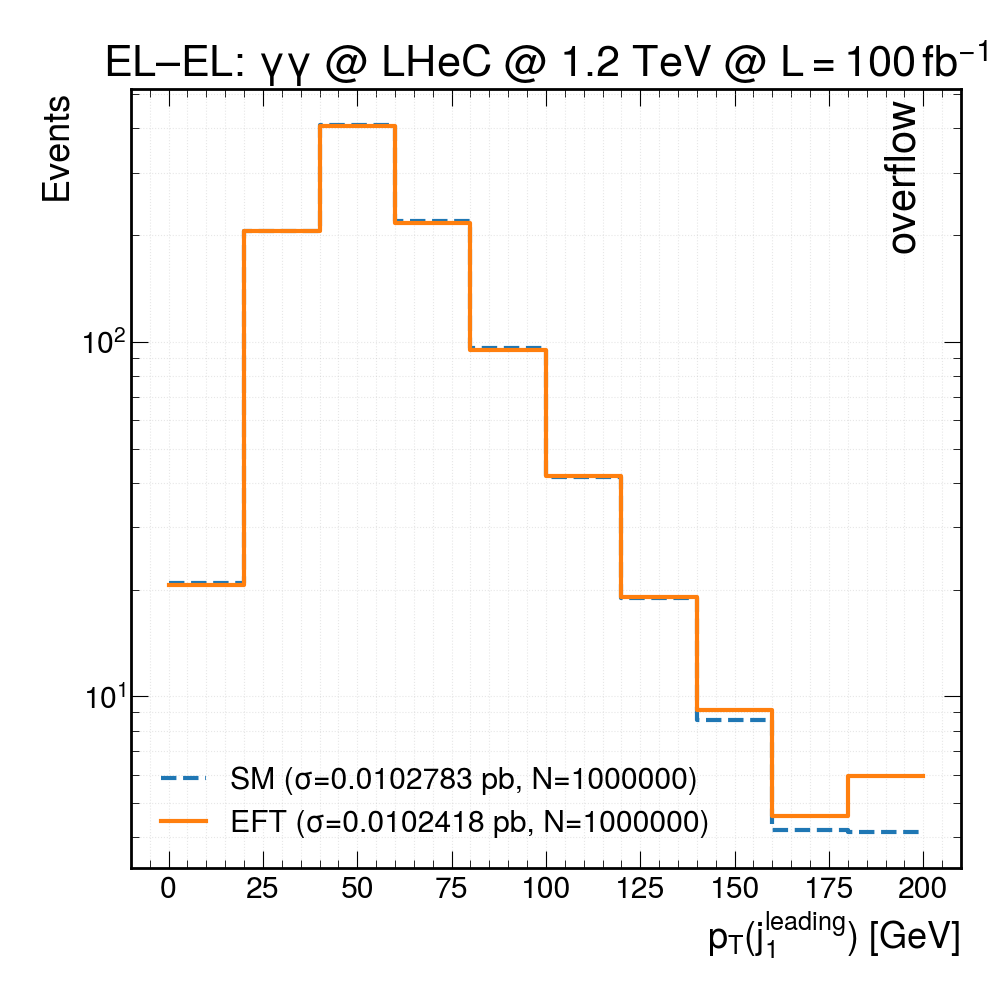 EL–EL: γγ @ LHeC @ 1.2 TeV @ L = 100 fb⁻¹
Events
overflow
10²
10¹
SM (σ=0.0102783 pb, N=1000000)
EFT (σ=0.0102418 pb, N=1000000)
0 25 50 75 100 125 150 175 200
p_T(j_1^leading) [GeV]